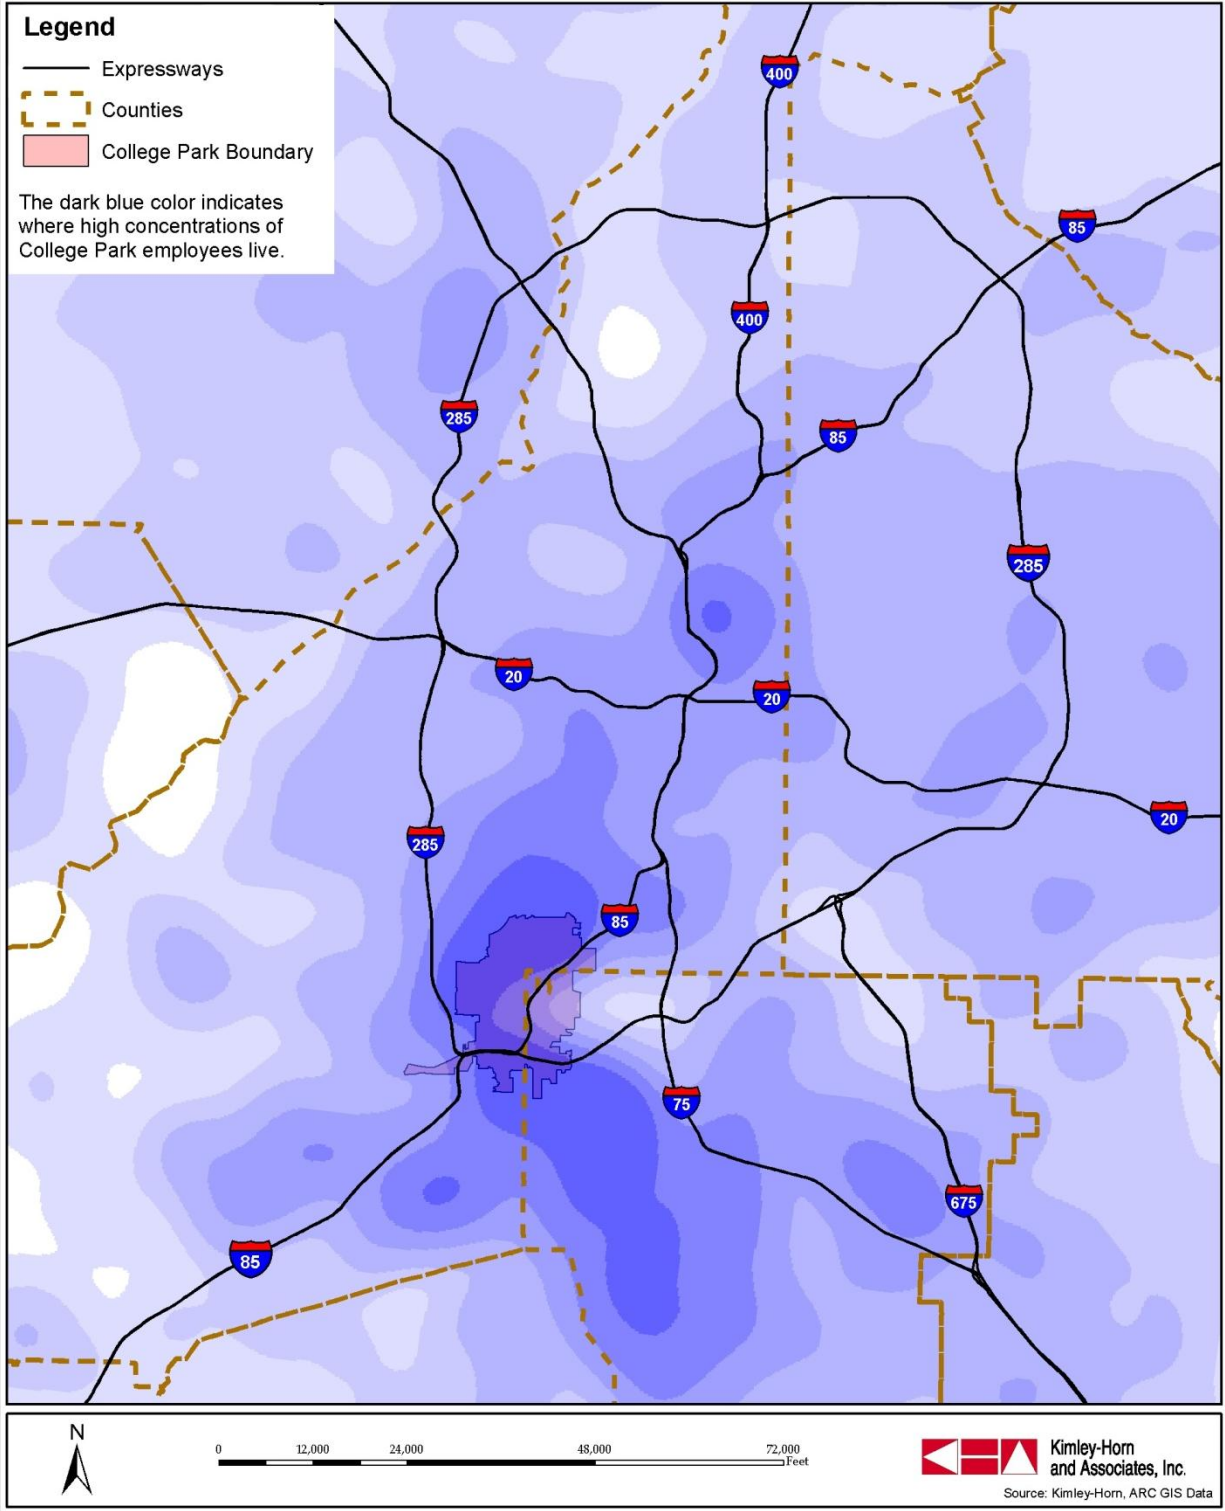 Legend
Expressways
Counties
College Park Boundary
The dark blue color indicates
where high concentrations of
College Park employees live.
400
85
400
285
85
285
20
20
20
285
85
75
675
85
N
0 12,000 24,000 48,000 72,000
Feet
Kimley-Horn
and Associates, Inc.
Source: Kimley-Horn, ARC GIS Data